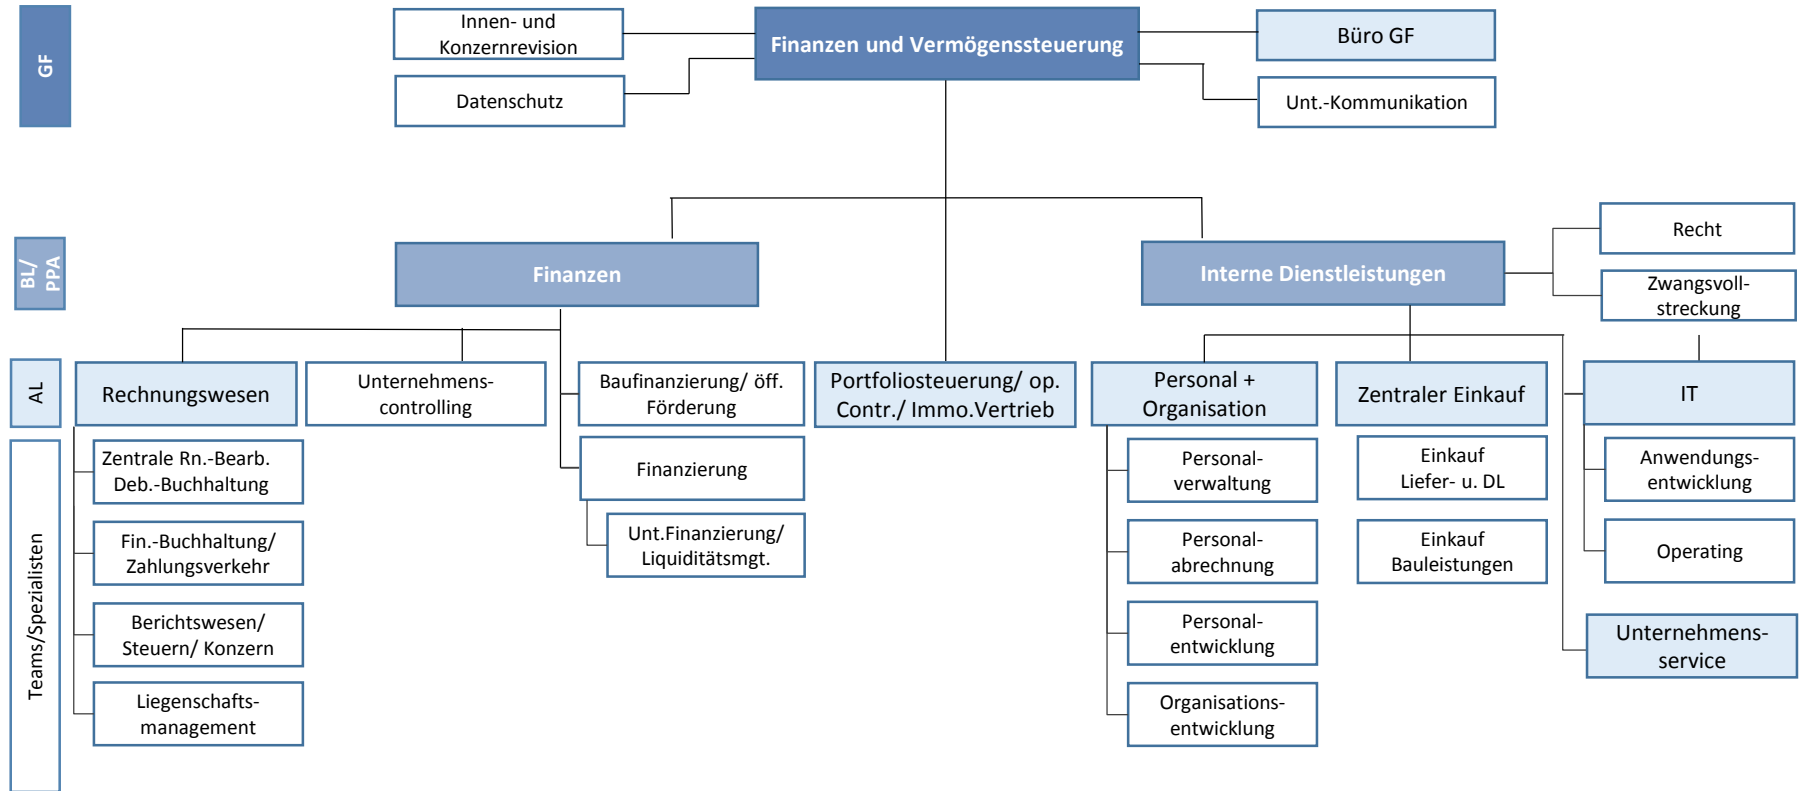 GF
Innen- und
Konzernrevision
Finanzen und Vermögenssteuerung
Büro GF
Datenschutz
Unt.-Kommunikation
BL/
PPA
Finanzen
Interne Dienstleistungen
Recht
Zwangsvoll-
streckung
AL
Rechnungswesen
Unternehmens-
controlling
Baufinanzierung/ öff.
Förderung
Portfoliosteuerung/ op.
Contr./ Immo.Vertrieb
Personal +
Organisation
Zentraler Einkauf
IT
Teams/Spezialisten
Zentrale Rn.-Bearb.
Deb.-Buchhaltung
Fin.-Buchhaltung/
Zahlungsverkehr
Berichtswesen/
Steuern/ Konzern
Liegenschafts-
management
Finanzierung
Unt.Finanzierung/
Liquiditätsmgt.
Personal-
verwaltung
Personal-
abrechnung
Personal-
entwicklung
Organisations-
entwicklung
Einkauf
Liefer- u. DL
Einkauf
Bauleistungen
Anwendungs-
entwicklung
Operating
Unternehmens-
service